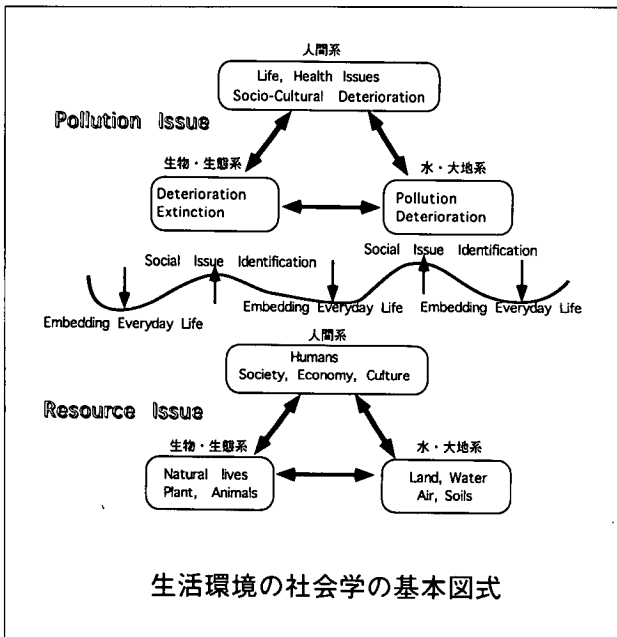 人間系
Life, Health Issues
Socio-Cultural Deterioration
Pollution Issue
生物・生態系
水・大地系
Deterioration
Extinction
Pollution
Deterioration
Social Issue Identification
Social Issue Identification
Embedding Everyday Life
Embedding Everyday Life
Embedding Everyday Life
人間系
Humans
Society, Economy, Culture
Resource Issue
生物・生態系
水・大地系
Natural lives
Plant, Animals
Land, Water
Air, Soils
生活環境の社会学の基本図式